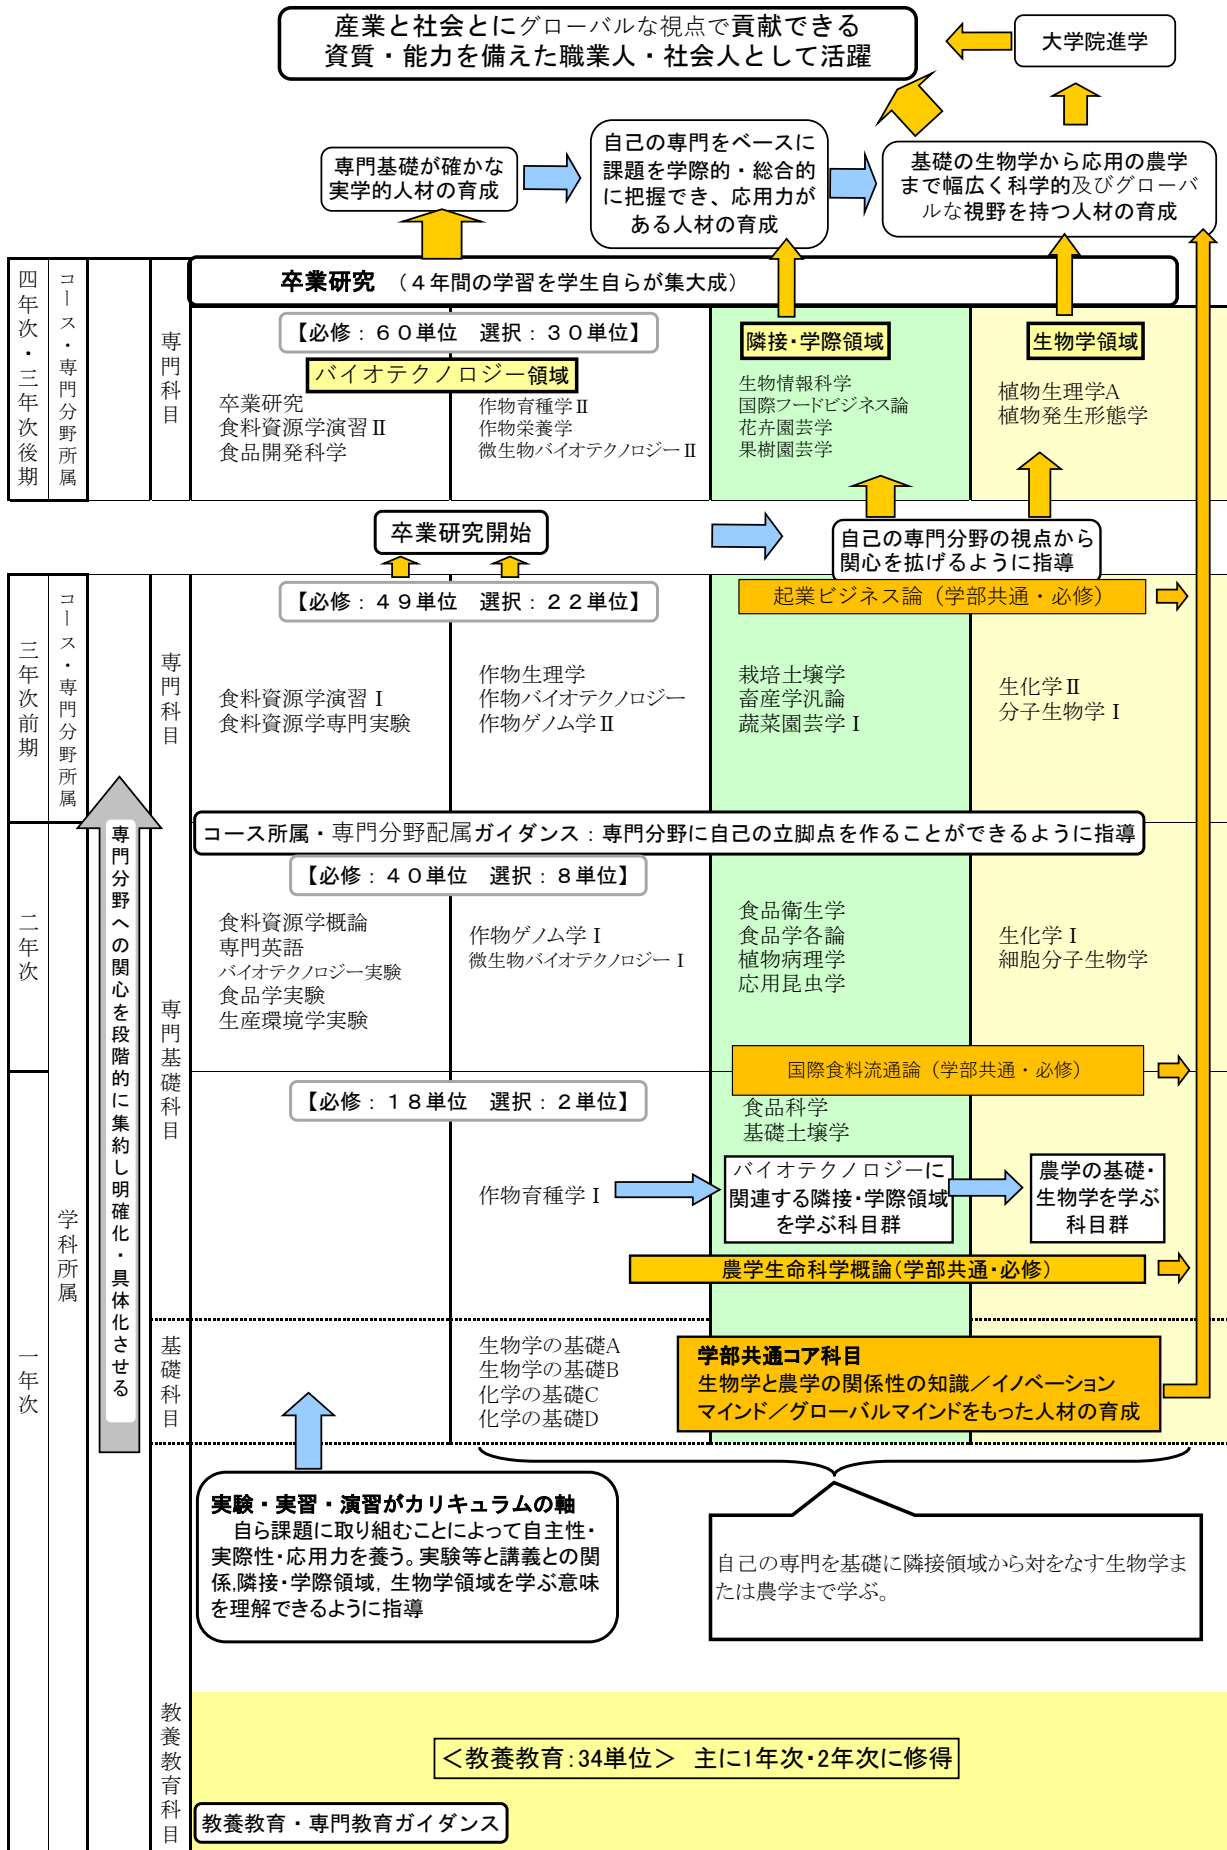 産業と社会とにグローバルな視点で貢献できる
資質・能力を備えた職業人・社会人として活躍
大学院進学
専門基礎が確かな
実学的人材の育成
自己の専門をベースに
課題を学際的・総合的
に把握でき、応用力が
ある人材の育成
基礎の生物学から応用の農学
まで幅広く科学的及びグローバ
ルな視野を持つ人材の育成
四年次・三年次後期
コース・専門分野所属
専門科目
卒業研究 （４年間の学習を学生自らが集大成）
【必修：６０単位 選択：３０単位】
バイオテクノロジー領域
隣接・学際領域
生物学領域
卒業研究
食料資源学演習Ⅱ
食品開発科学
作物育種学Ⅱ
作物栄養学
微生物バイオテクノロジーⅡ
生物情報科学
国際フードビジネス論
花卉園芸学
果樹園芸学
植物生理学A
植物発生形態学
卒業研究開始
自己の専門分野の視点から
関心を拡げるように指導
三年次前期
コース・専門分野所属
専門科目
【必修：４９単位 選択：２２単位】
起業ビジネス論（学部共通・必修）
食料資源学演習Ⅰ
食料資源学専門実験
作物生理学
作物バイオテクノロジー
作物ゲノム学Ⅱ
栽培土壌学
畜産学汎論
蔬菜園芸学Ⅰ
生化学Ⅱ
分子生物学Ⅰ
コース所属・専門分野配属ガイダンス：専門分野に自己の立脚点を作ることができるように指導
専門分野への関心を段階的に集約し明確化・具体化させる
二年次
専門基礎科目
【必修：４０単位 選択：８単位】
食料資源学概論
専門英語
バイオテクノロジー実験
食品学実験
生産環境学実験
作物ゲノム学Ⅰ
微生物バイオテクノロジーⅠ
食品衛生学
食品学各論
植物病理学
応用昆虫学
生化学Ⅰ
細胞分子生物学
国際食料流通論（学部共通・必修）
【必修：１８単位 選択：２単位】
食品科学
基礎土壌学
学科所属
作物育種学Ⅰ
バイオテクノロジーに
関連する隣接・学際領域
を学ぶ科目群
農学の基礎・
生物学を学ぶ
科目群
農学生命科学概論（学部共通・必修）
一年次
基礎科目
生物学の基礎A
生物学の基礎B
化学の基礎C
化学の基礎D
学部共通コア科目
生物学と農学の関係性の知識／イノベーション
マインド／グローバルマインドをもった人材の育成
実験・実習・演習がカリキュラムの軸
自ら課題に取り組むことによって自主性・
実際性・応用力を養う。実験等と講義との関
係,隣接・学際領域, 生物学領域を学ぶ意味
を理解できるように指導
自己の専門を基礎に隣接領域から対をなす生物学ま
たは農学まで学ぶ。
教養教育科目
＜教養教育：34単位＞ 主に1年次・2年次に修得
教養教育・専門教育ガイダンス